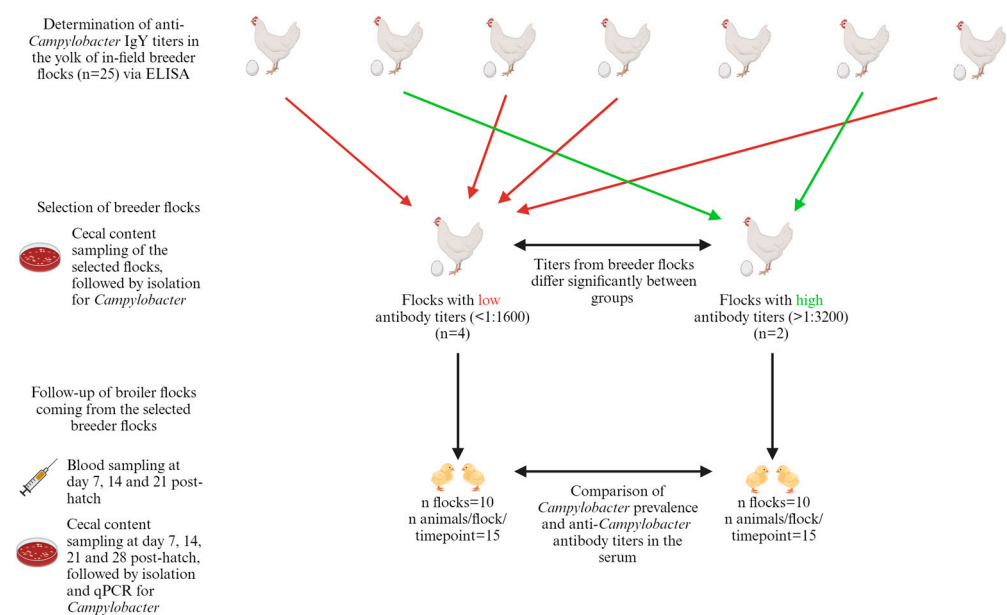 Determination of anti-
Campylobacter IgY titers in
the yolk of in-field breeder
flocks (n=25) via ELISA
Selection of breeder flocks
Cecal content
sampling of the
selected flocks,
followed by isolation
for Campylobacter
Titers from breeder flocks
differ significantly between
groups
Flocks with low
antibody titers (<1:1600)
(n=4)
Flocks with high
antibody titers (>1:3200)
(n=2)
Follow-up of broiler flocks
coming from the selected
breeder flocks
Blood sampling at
day 7, 14 and 21 post-
hatch
Cecal content
sampling at day 7, 14,
21 and 28 post-hatch,
followed by isolation
and qPCR for
Campylobacter
n flocks=10
n animals/flock/
timepoint=15
Comparison of
Campylobacter prevalence
and anti-Campylobacter
antibody titers in the
serum
n flocks=10
n animals/flock/
timepoint=15